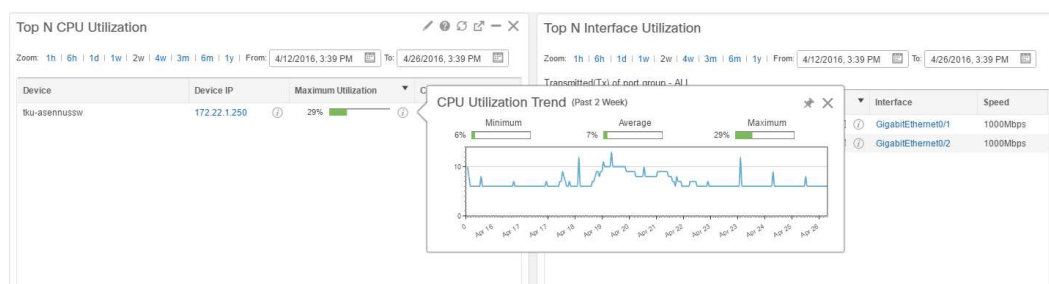 Top N CPU Utilization
Zoom: 1h | 6h | 1d | 1w | 2w | 4w | 3m | 6m | 1y | From: 4/12/2016, 3:39 PM To: 4/26/2016, 3:39 PM
Device Device IP Maximum Utilization C
tku-asennussw 172.22.1.250 29%
Top N Interface Utilization
Zoom: 1h | 6h | 1d | 1w | 2w | 4w | 3m | 6m | 1y | From: 4/12/2016, 3:39 PM To: 4/26/2016, 3:39 PM
Transmitted(Tx) of port group - ALL
Interface Speed
GigabitEthernet0/1 1000Mbps
GigabitEthernet0/2 1000Mbps
CPU Utilization Trend (Past 2 Week)
Minimum Average Maximum
6% 7% 29%
10
0
0 Apr 16 Apr 17 Apr 17 Apr 18 Apr 19 Apr 20 Apr 21 Apr 22 Apr 23 Apr 23 Apr 24 Apr 25 Apr 26